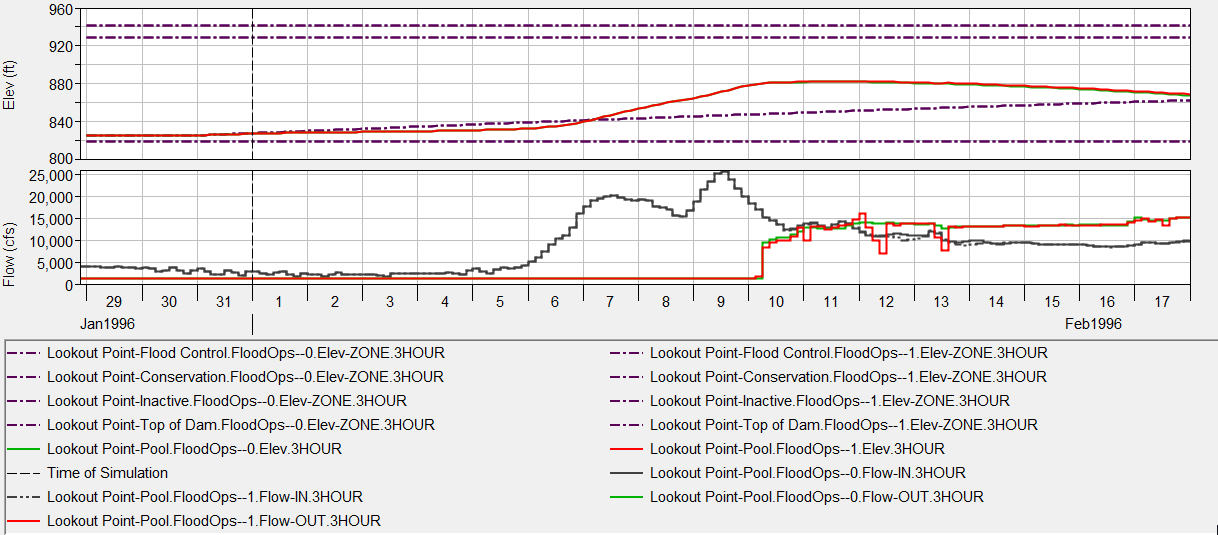 960
920
880
840
800
Elev (ft)
25,000
20,000
15,000
10,000
5,000
0
Flow (cfs)
29 30 31 1 2 3 4 5 6 7 8 9 10 11 12 13 14 15 16 17
Jan1996 Feb1996
Lookout Point-Flood Control.FloodOps--0.Elev-ZONE.3HOUR Lookout Point-Flood Control.FloodOps--1.Elev-ZONE.3HOUR
Lookout Point-Conservation.FloodOps--0.Elev-ZONE.3HOUR Lookout Point-Conservation.FloodOps--1.Elev-ZONE.3HOUR
Lookout Point-Inactive.FloodOps--0.Elev-ZONE.3HOUR Lookout Point-Inactive.FloodOps--1.Elev-ZONE.3HOUR
Lookout Point-Top of Dam.FloodOps--0.Elev-ZONE.3HOUR Lookout Point-Top of Dam.FloodOps--1.Elev-ZONE.3HOUR
Lookout Point-Pool.FloodOps--0.Elev.3HOUR Lookout Point-Pool.FloodOps--1.Elev.3HOUR
Time of Simulation Lookout Point-Pool.FloodOps--0.Flow-IN.3HOUR
Lookout Point-Pool.FloodOps--1.Flow-IN.3HOUR Lookout Point-Pool.FloodOps--0.Flow-OUT.3HOUR
Lookout Point-Pool.FloodOps--1.Flow-OUT.3HOUR